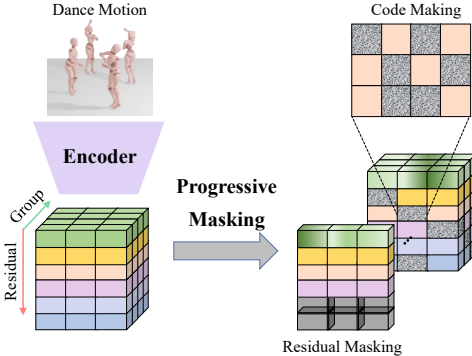 Dance Motion
Code Making
Encoder
Group
Residual
Progressive
Masking
Residual Masking